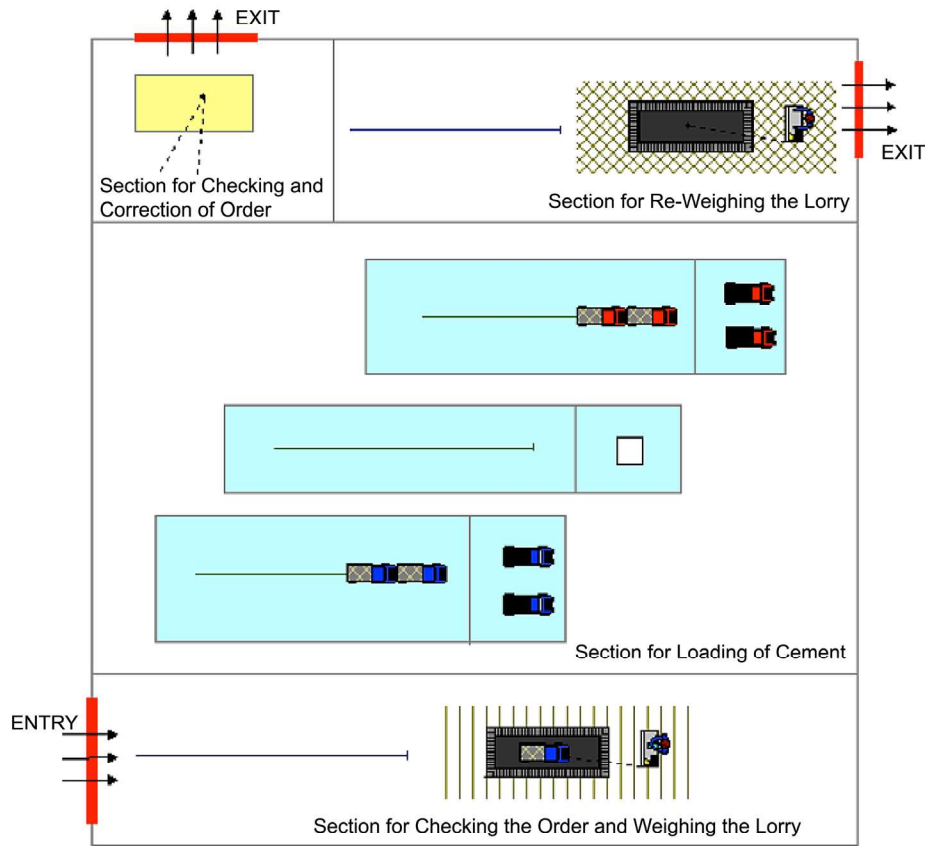 EXIT
Section for Checking and
Correction of Order
EXIT
Section for Re-Weighing the Lorry
Section for Loading of Cement
ENTRY
Section for Checking the Order and Weighing the Lorry